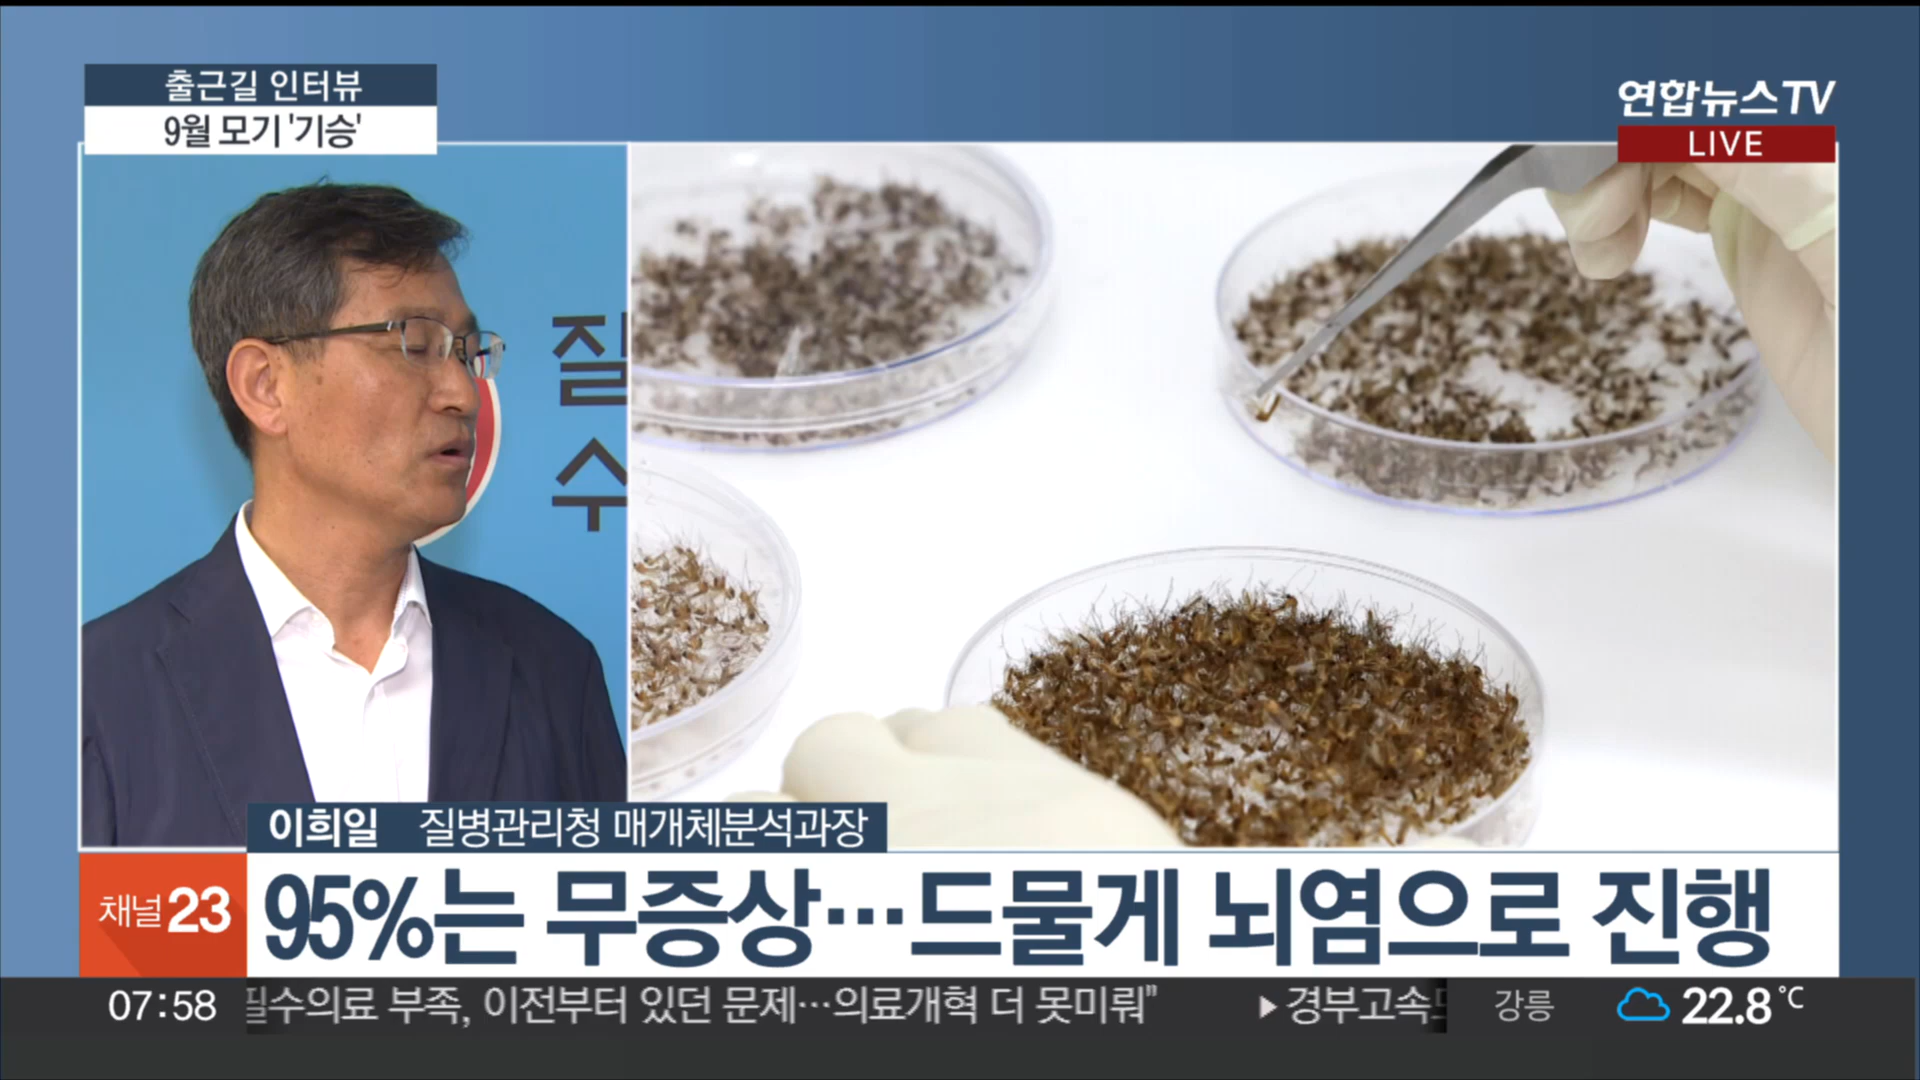 출근길 인터뷰
9월 모기 '기승'
연합뉴스TV
LIVE
질
수
이희일 질병관리청 매개체분석과장
채널 23
95%는 무증상…드물게 뇌염으로 진행
07:58 필수의료 부족, 이전부터 있던 문제…의료개혁 더 못미뤄” ▶경부고속 강릉 22.8℃